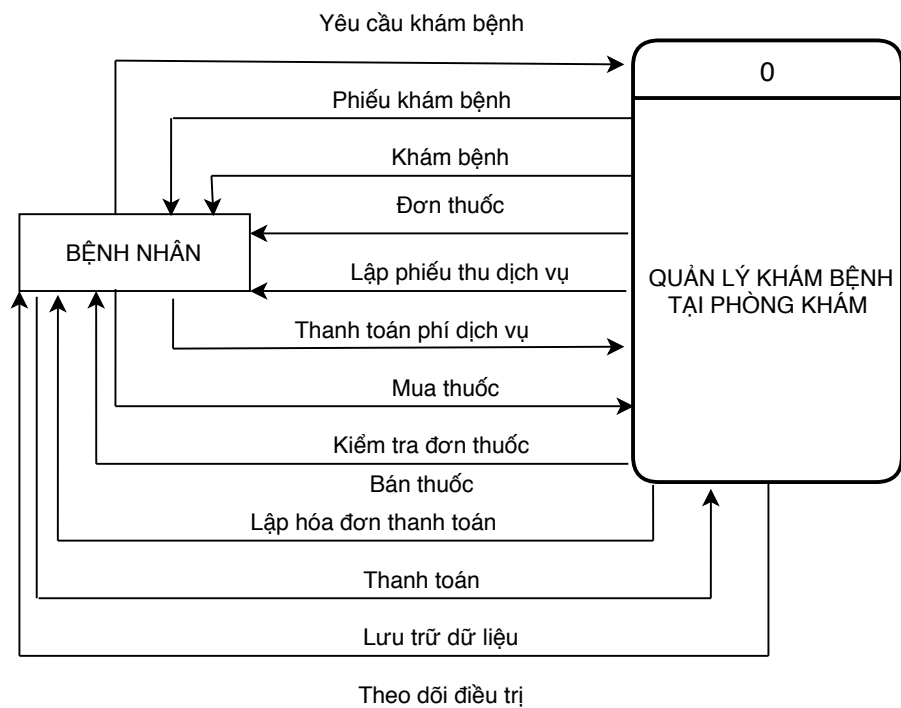 Yêu cầu khám bệnh
0
Phiếu khám bệnh
Khám bệnh
Đơn thuốc
BỆNH NHÂN
Lập phiếu thu dịch vụ
QUẢN LÝ KHÁM BỆNH
TẠI PHÒNG KHÁM
Thanh toán phí dịch vụ
Mua thuốc
Kiểm tra đơn thuốc
Bán thuốc
Lập hóa đơn thanh toán
Thanh toán
Lưu trữ dữ liệu
Theo dõi điều trị